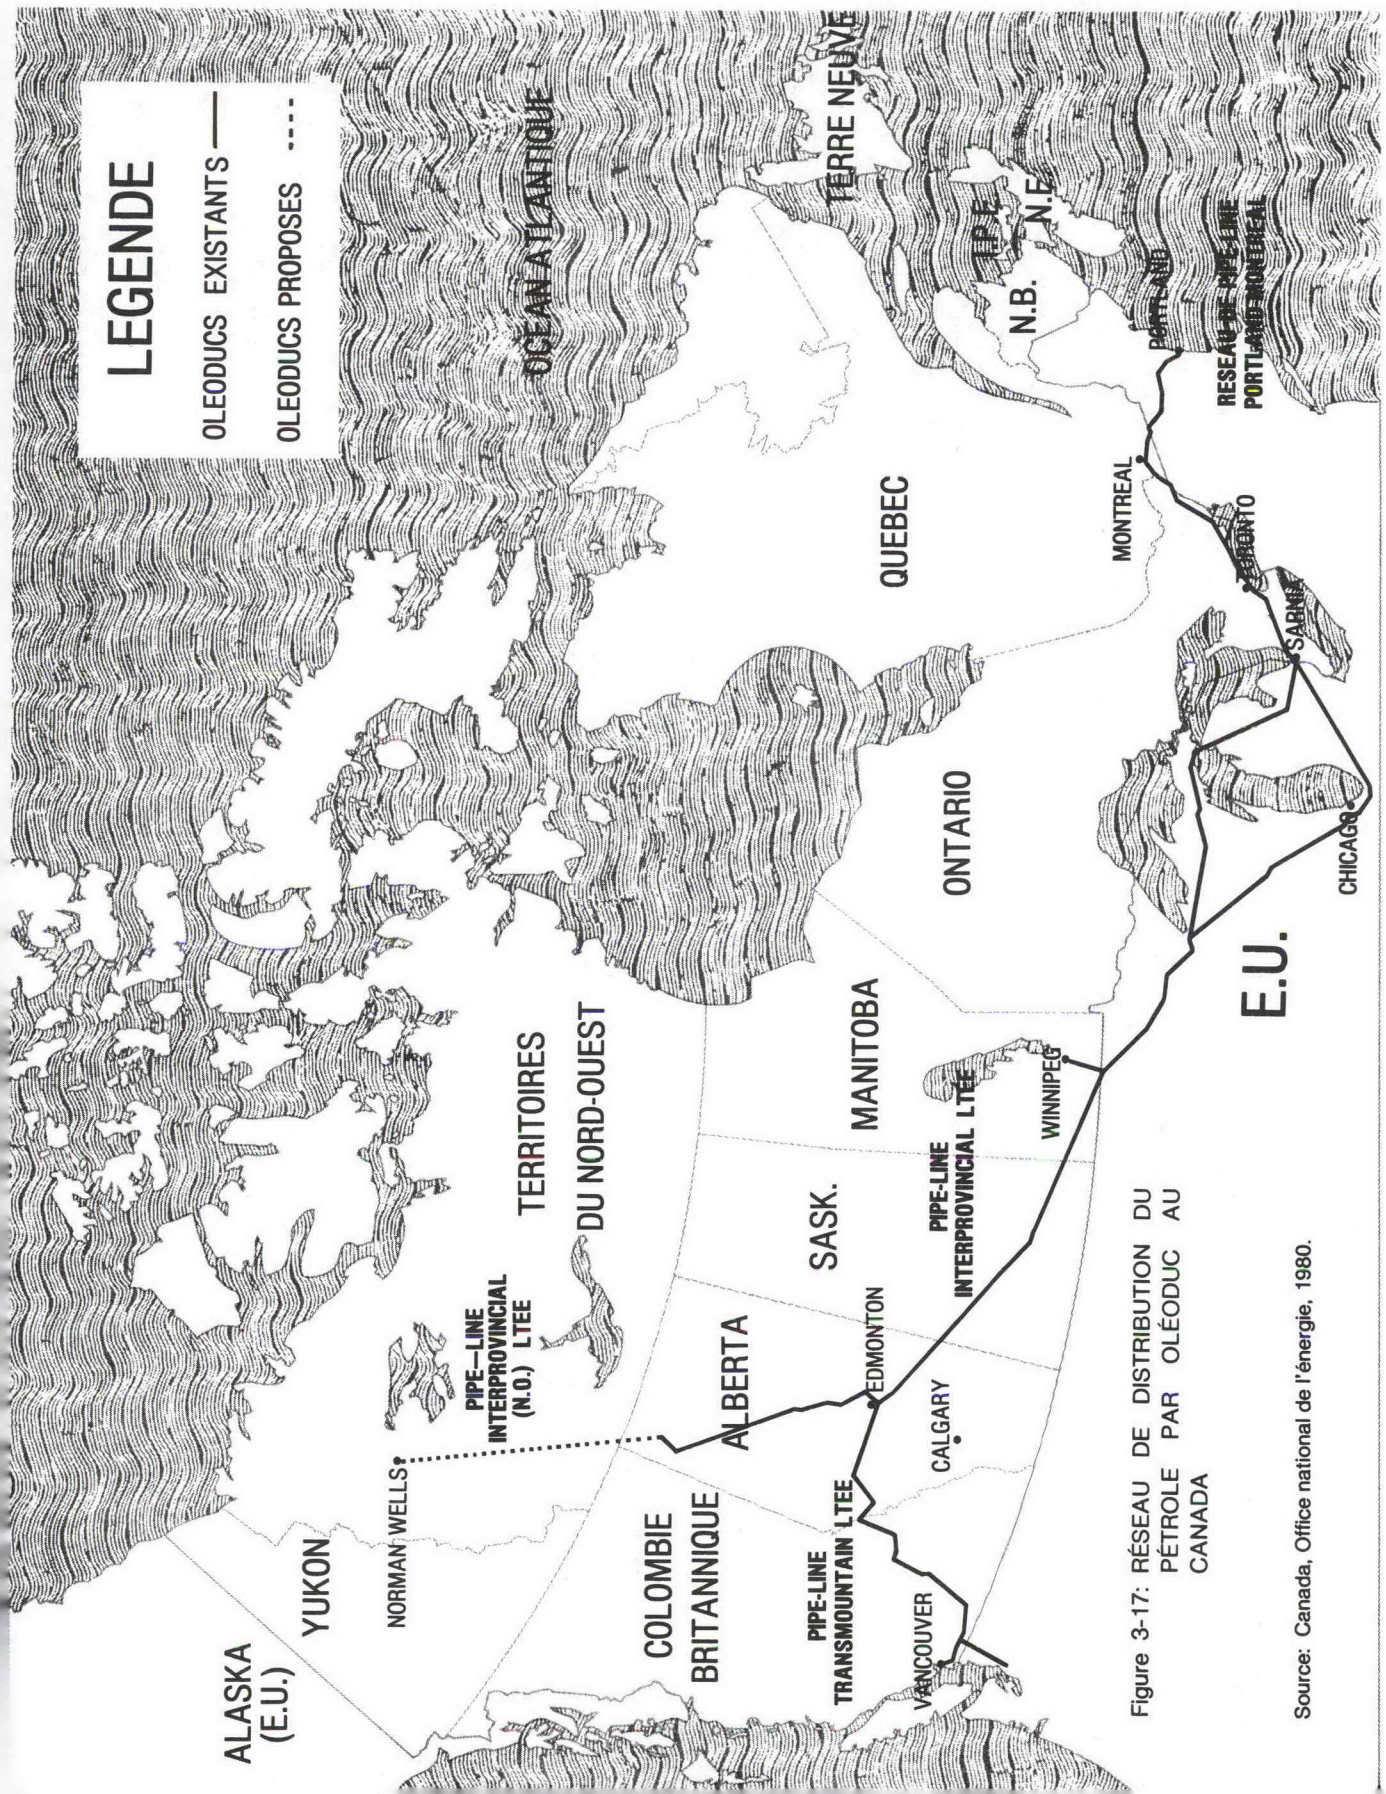 LEGENDE
OLEODUCS EXISTANTS
OLEODUCS PROPOSES
OCEAN ATLANTIQUE
ALASKA
(E.U.)
YUKON
NORMAN WELLS
PIPE-LINE
INTERPROVINCIAL
(N.O.) LTEE
TERRITOIRES
DU NORD-OUEST
COLOMBIE
BRITANNIQUE
ALBERTA
SASK.
MANITOBA
ONTARIO
QUEBEC
TERRE NEUVE
I.P.E.
N.E.
N.B.
PIPE-LINE
TRANSMOUNTAIN LTEE
EDMONTON
PIPE-LINE
INTERPROVINCIAL LTEE
VANCOUVER
CALGARY
WINNIPEG
MONTREAL
PORTLAND
RESEAU DE PIPE-LINE
PORTLAND MONTREAL
TORONTO
SARNIA
CHICAGO
E.U.
Figure 3-17: RÉSEAU DE DISTRIBUTION DU
PÉTROLE PAR OLÉODUC AU
CANADA
Source: Canada, Office national de l'énergie, 1980.